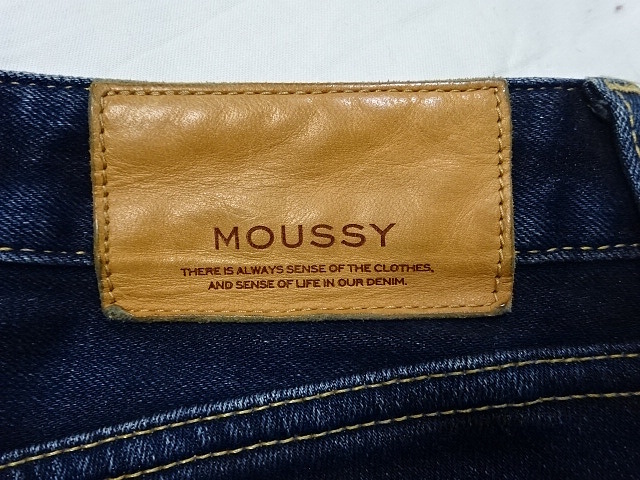 MOUSSY
THERE IS ALWAYS SENSE OF THE CLOTHES,
AND SENSE OF LIFE IN OUR DENIM.